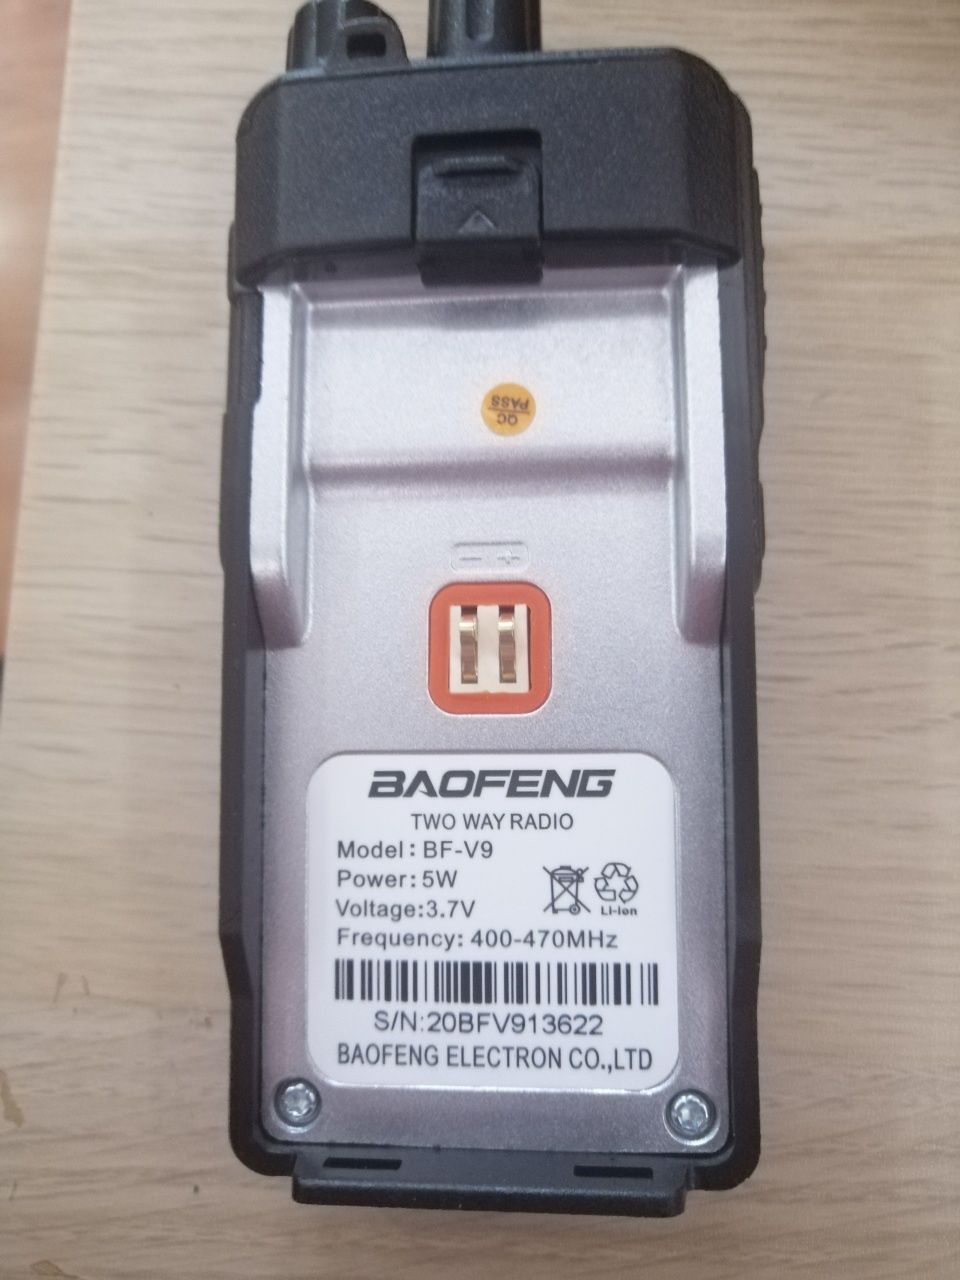 QC
PASS
- +
BAOFENG
TWO WAY RADIO
Model: BF-V9
Power: 5W
Voltage:3.7V
Li-ion
Frequency: 400-470MHz
S/N:20BFV913622
BAOFENG ELECTRON CO.,LTD